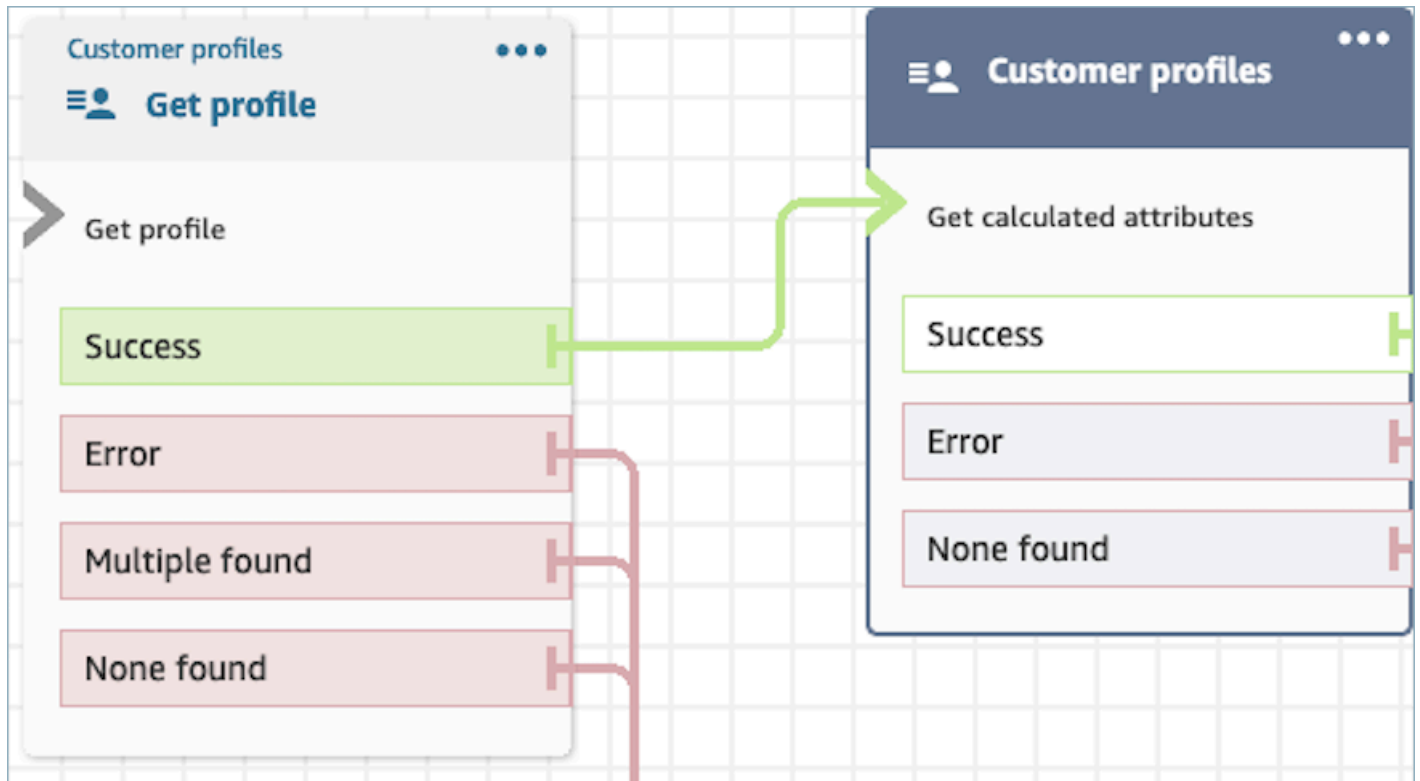 Customer profiles
Get profile
Get profile
Success
Error
Multiple found
None found
Customer profiles
Get calculated attributes
Success
Error
None found